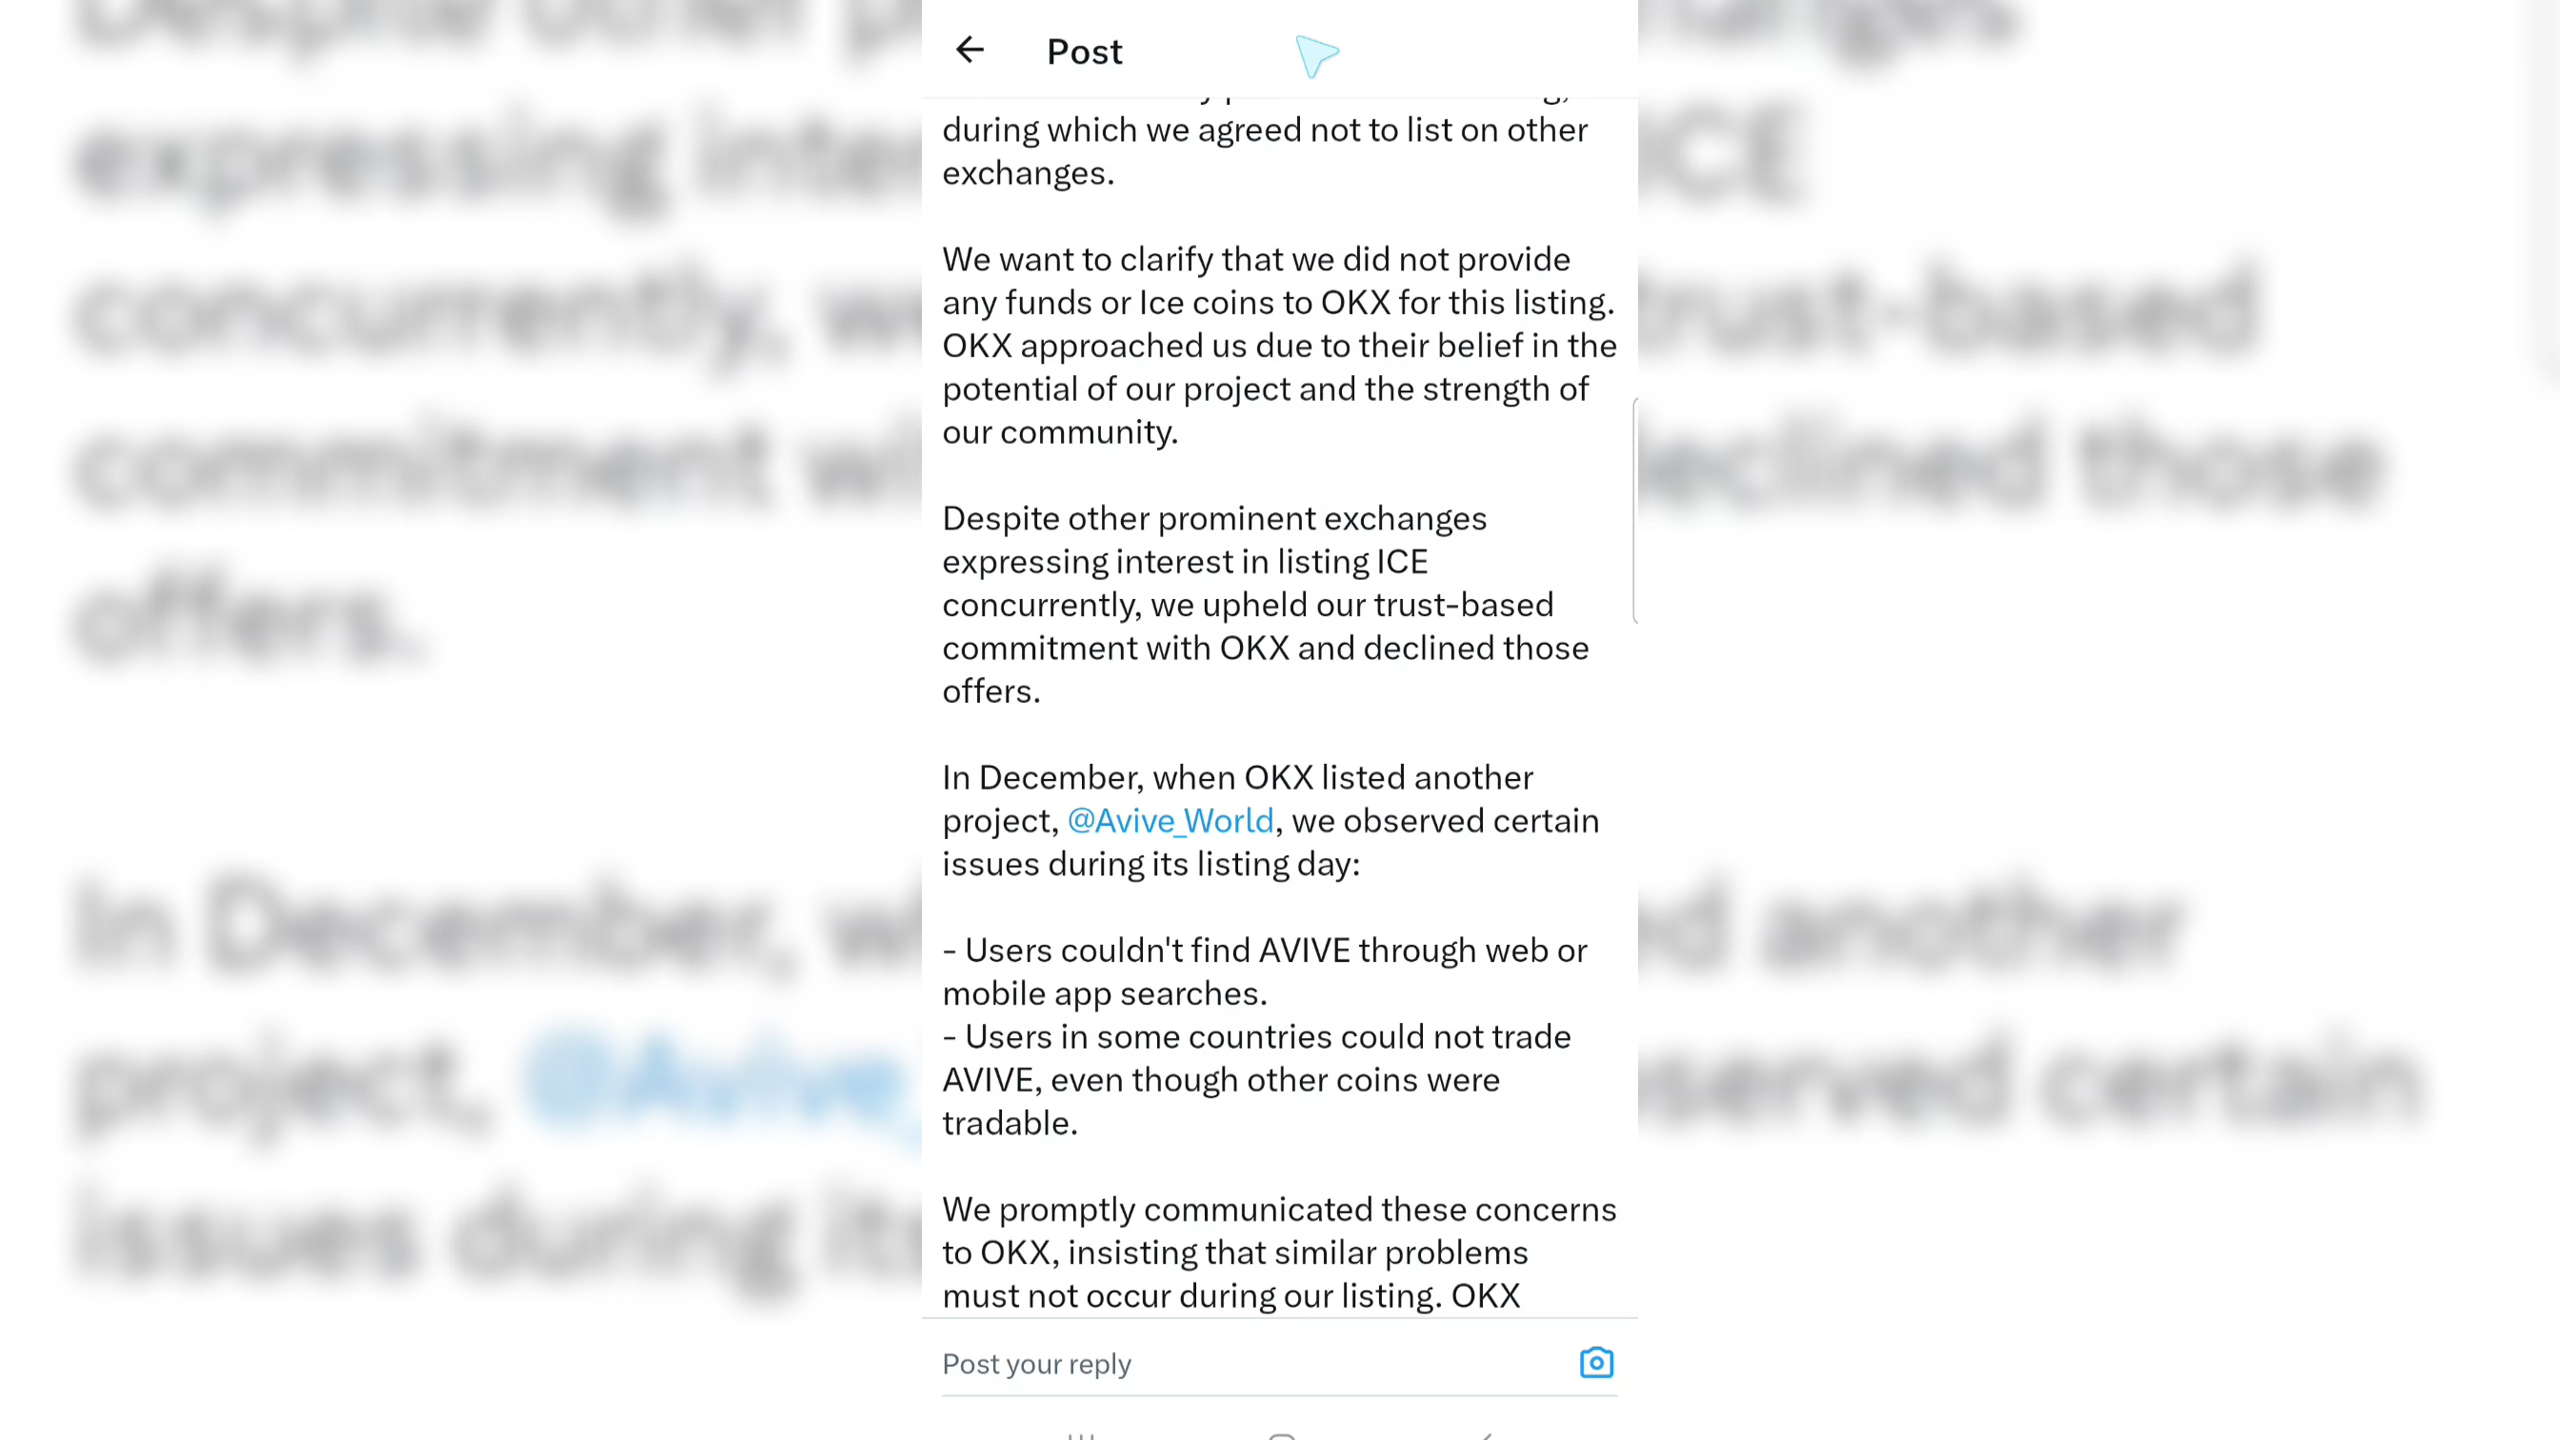 Post
during which we agreed not to list on other
exchanges.
We want to clarify that we did not provide
any funds or Ice coins to OKX for this listing.
OKX approached us due to their belief in the
potential of our project and the strength of
our community.
Despite other prominent exchanges
expressing interest in listing ICE
concurrently, we upheld our trust-based
commitment with OKX and declined those
offers.
In December, when OKX listed another
project, @Avive_World, we observed certain
issues during its listing day:
- Users couldn't find AVIVE through web or
mobile app searches.
- Users in some countries could not trade
AVIVE, even though other coins were
tradable.
We promptly communicated these concerns
to OKX, insisting that similar problems
must not occur during our listing. OKX
Post your reply